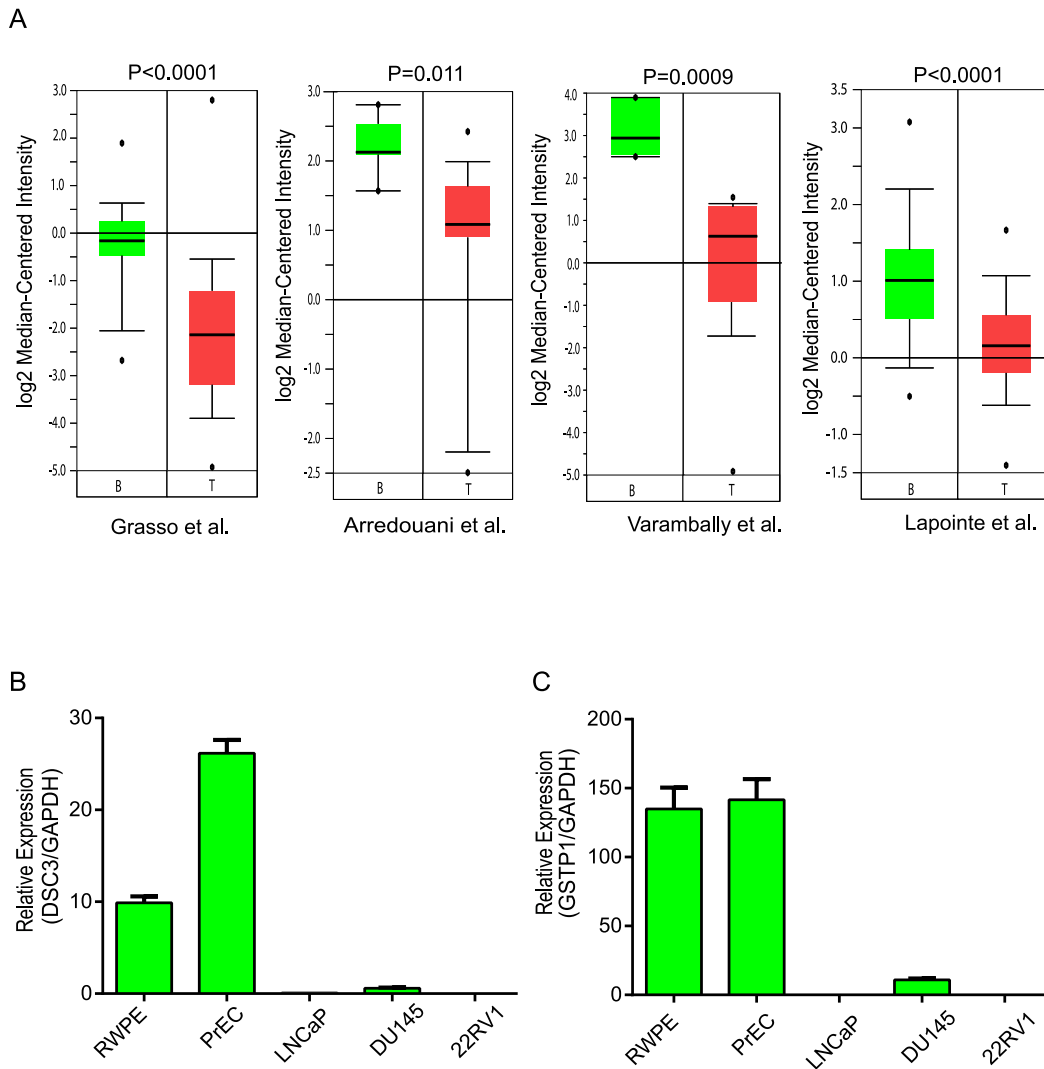 A
P<0.0001
P=0.011
P=0.0009
P<0.0001
log2 Median-Centered Intensity
3.0
2.0
1.0
0.0
-1.0
-2.0
-3.0
-4.0
-5.0
B
T
Grasso et al.
log2 Median-Centered Intensity
3.0
2.0
1.0
0.0
-1.0
-2.0
-2.5
B
T
Arredouani et al.
log2 Median-Centered Intensity
4.0
3.0
2.0
1.0
0.0
-1.0
-2.0
-3.0
-4.0
-5.0
B
T
Varambally et al.
log2 Median-Centered Intensity
3.5
3.0
2.0
1.0
0.0
-1.0
-1.5
B
T
Lapointe et al.
B
Relative Expression
(DSC3/GAPDH)
30
20
10
0
RWPE
PrEC
LNCaP
DU145
22RV1
C
Relative Expression
(GSTP1/GAPDH)
200
150
100
50
0
RWPE
PrEC
LNCaP
DU145
22RV1